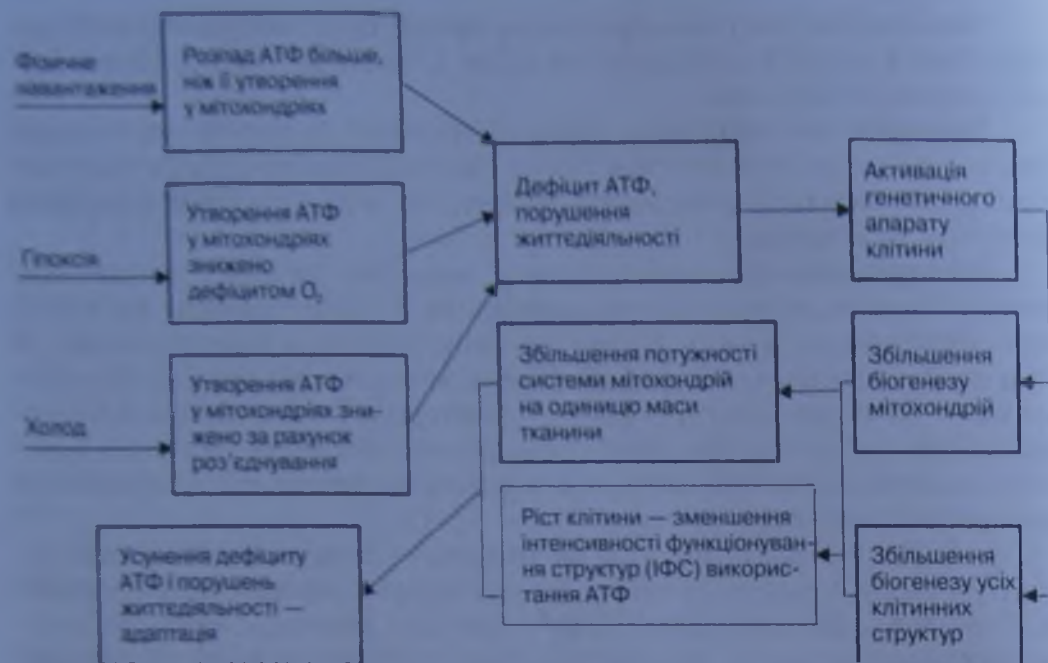 Фізичне
навантаження
Розпад АТФ більше,
ніж її утворення
у мітохондріях
Гіпоксія
Утворення АТФ
у мітохондріях
знижено
дефіцитом O₂
Холод
Утворення АТФ
у мітохондріях зни-
жено за рахунок
роз’єднування
Дефіцит АТФ,
порушення
життєдіяльності
Активація
генетичного
апарату
клітини
Збільшення
біогенезу
мітохондрій
Збільшення
біогенезу усіх
клітинних
структур
Збільшення потужності
системи мітохондрій
на одиницю маси
тканини
Ріст клітини — зменшення
інтенсивності функціонуван-
ня структур (ІФС) викорис-
тання АТФ
Усунення дефіциту
АТФ і порушень
життєдіяльності —
адаптація